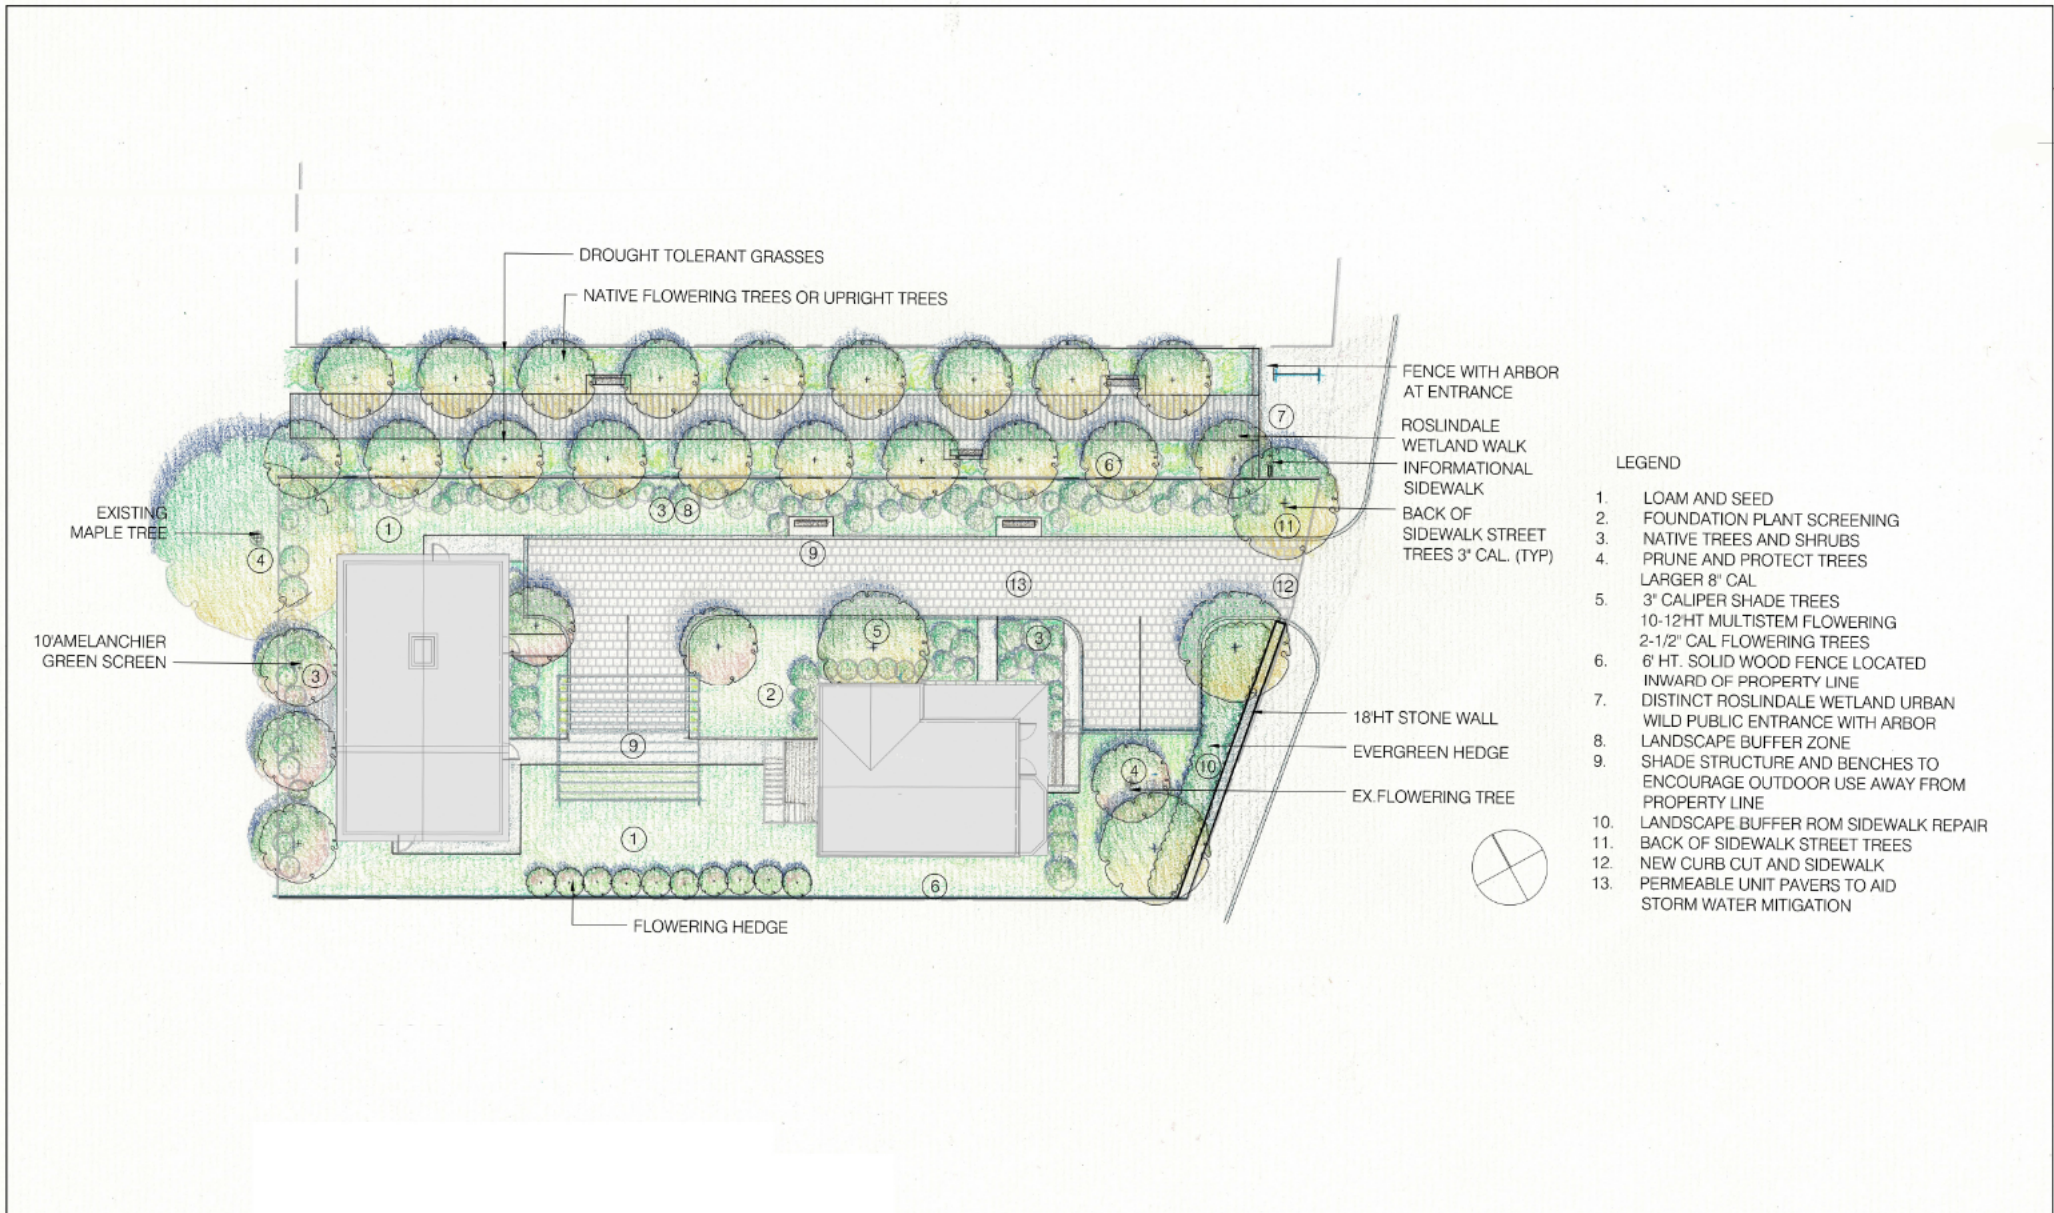 DROUGHT TOLERANT GRASSES
NATIVE FLOWERING TREES OR UPRIGHT TREES
FENCE WITH ARBOR
AT ENTRANCE
7
ROSLINDALE
WETLAND WALK
6
INFORMATIONAL
SIDEWALK
EXISTING
MAPLE TREE
1
3 8
11
BACK OF
SIDEWALK STREET
TREES 3" CAL. (TYP)
4
9
13
12
10'AMELANCHIER
GREEN SCREEN
3
5
3
2
9
18'HT STONE WALL
EVERGREEN HEDGE
4
10
EX.FLOWERING TREE
1
6
FLOWERING HEDGE
LEGEND
1. LOAM AND SEED
2. FOUNDATION PLANT SCREENING
3. NATIVE TREES AND SHRUBS
4. PRUNE AND PROTECT TREES
LARGER 8" CAL
5. 3" CALIPER SHADE TREES
10-12'HT MULTISTEM FLOWERING
2-1/2" CAL FLOWERING TREES
6. 6' HT. SOLID WOOD FENCE LOCATED
INWARD OF PROPERTY LINE
7. DISTINCT ROSLINDALE WETLAND URBAN
WILD PUBLIC ENTRANCE WITH ARBOR
8. LANDSCAPE BUFFER ZONE
9. SHADE STRUCTURE AND BENCHES TO
ENCOURAGE OUTDOOR USE AWAY FROM
PROPERTY LINE
10. LANDSCAPE BUFFER ROM SIDEWALK REPAIR
11. BACK OF SIDEWALK STREET TREES
12. NEW CURB CUT AND SIDEWALK
13. PERMEABLE UNIT PAVERS TO AID
STORM WATER MITIGATION